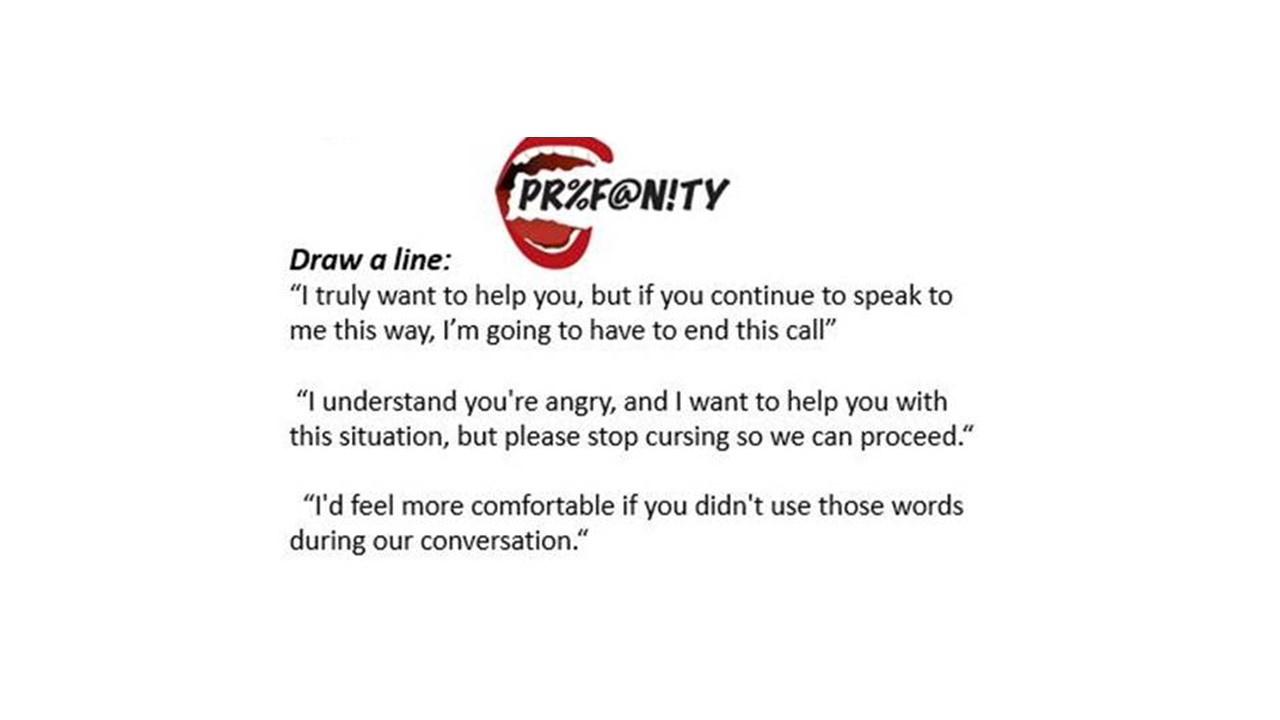 PR%F@N!TY
Draw a line:
“I truly want to help you, but if you continue to speak to
me this way, I’m going to have to end this call”
“I understand you're angry, and I want to help you with
this situation, but please stop cursing so we can proceed.“
“I'd feel more comfortable if you didn't use those words
during our conversation.“